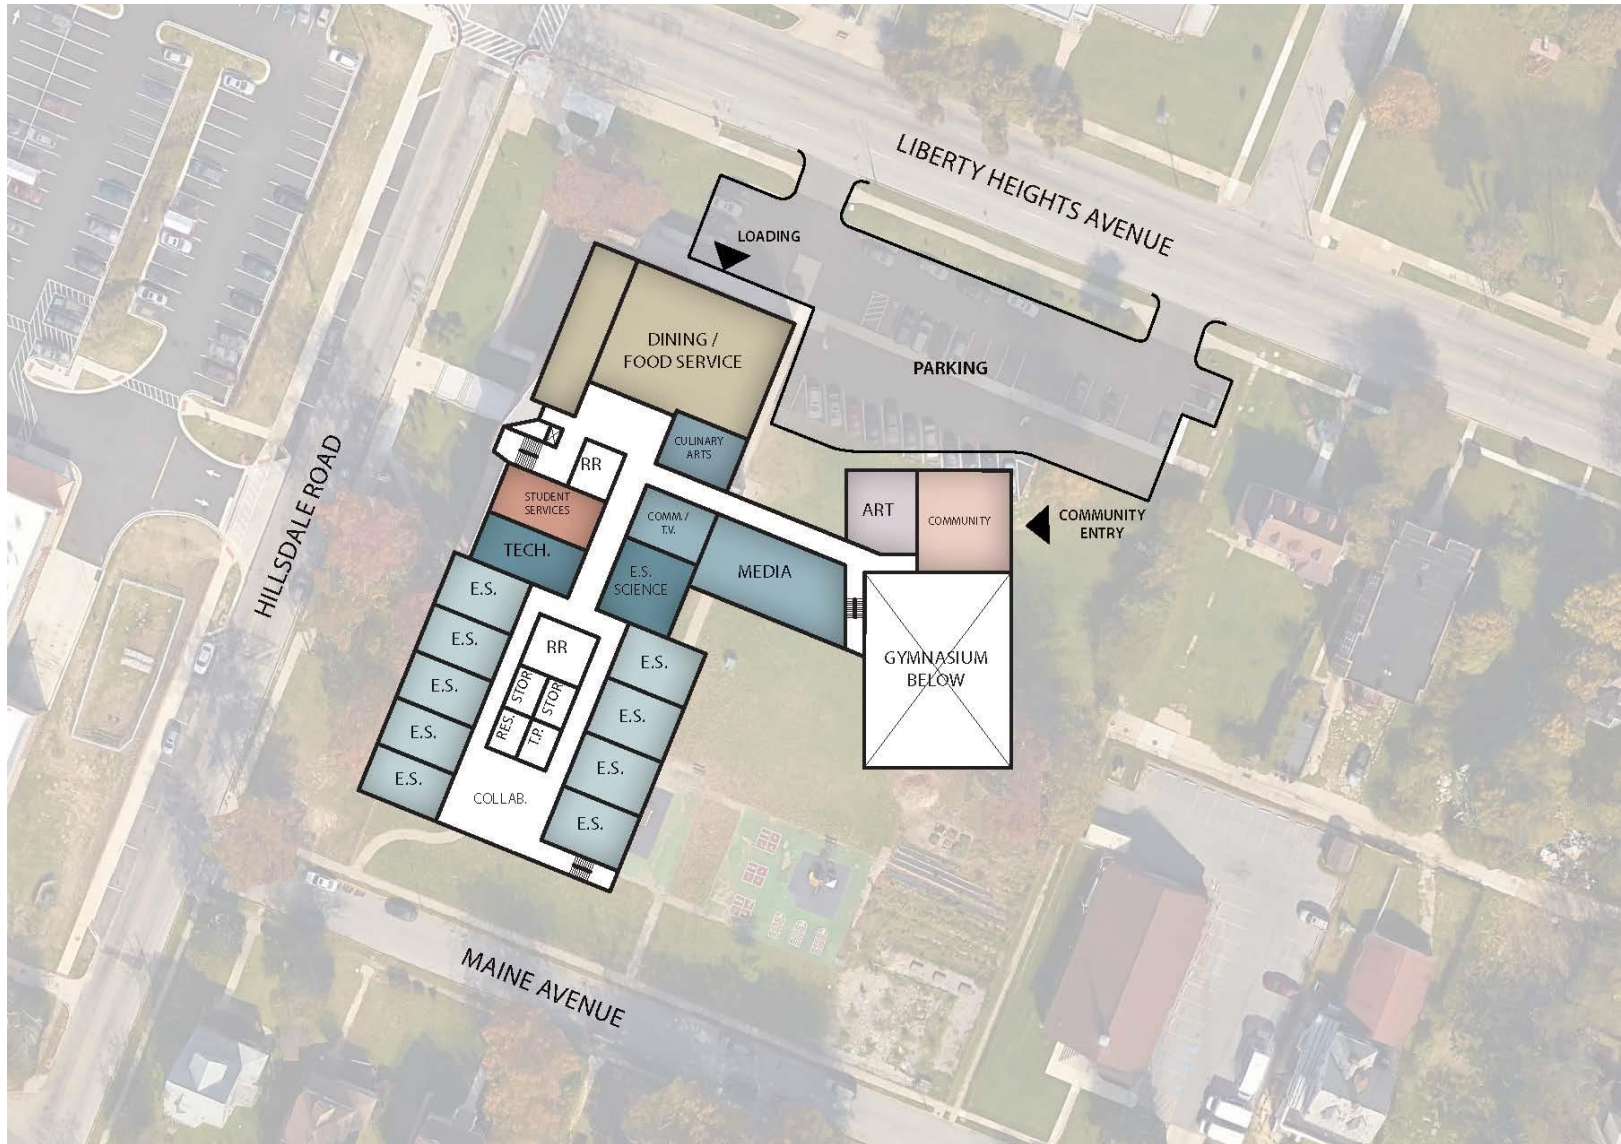 LIBERTY HEIGHTS AVENUE
LOADING
DINING /
FOOD SERVICE
PARKING
CULINARY
ARTS
RR
STUDENT
SERVICES
COMM./
T.V.
ART
COMMUNITY
COMMUNITY
ENTRY
HILLSDALE ROAD
TECH.
E.S.
SCIENCE
MEDIA
E.S.
E.S.
E.S.
E.S.
E.S.
RR
STOR
STOR
RES.
T.P.
E.S.
E.S.
E.S.
E.S.
GYMNASIUM
BELOW
COLLAB.
MAINE AVENUE